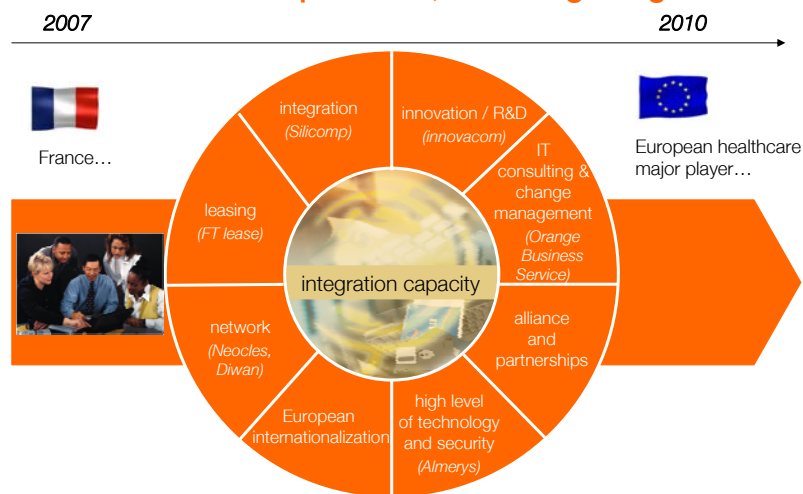 2007
2010
France…
European healthcare
major player…
integration
(Silicomp)
innovation / R&D
(innovacom)
IT
consulting &
change
management
(Orange
Business
Service)
leasing
(FT lease)
integration capacity
network
(Neocles,
Diwan)
alliance
and
partnerships
European
internationalization
high level
of technology
and security
(Almerys)